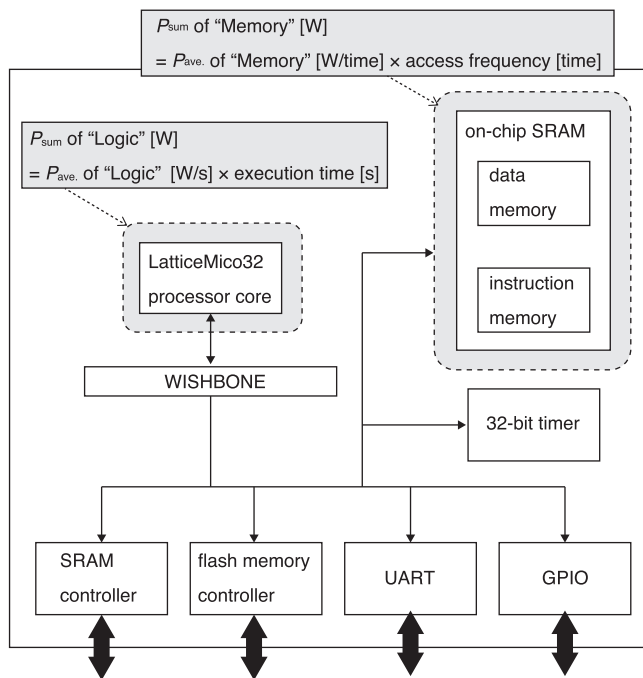 Psum of “Memory” [W]
= Pave. of “Memory” [W/time] × access frequency [time]
Psum of “Logic” [W]
= Pave. of “Logic” [W/s] × execution time [s]
on-chip SRAM
data
memory
instruction
memory
LatticeMico32
processor core
WISHBONE
32-bit timer
SRAM
controller
flash memory
controller
UART
GPIO